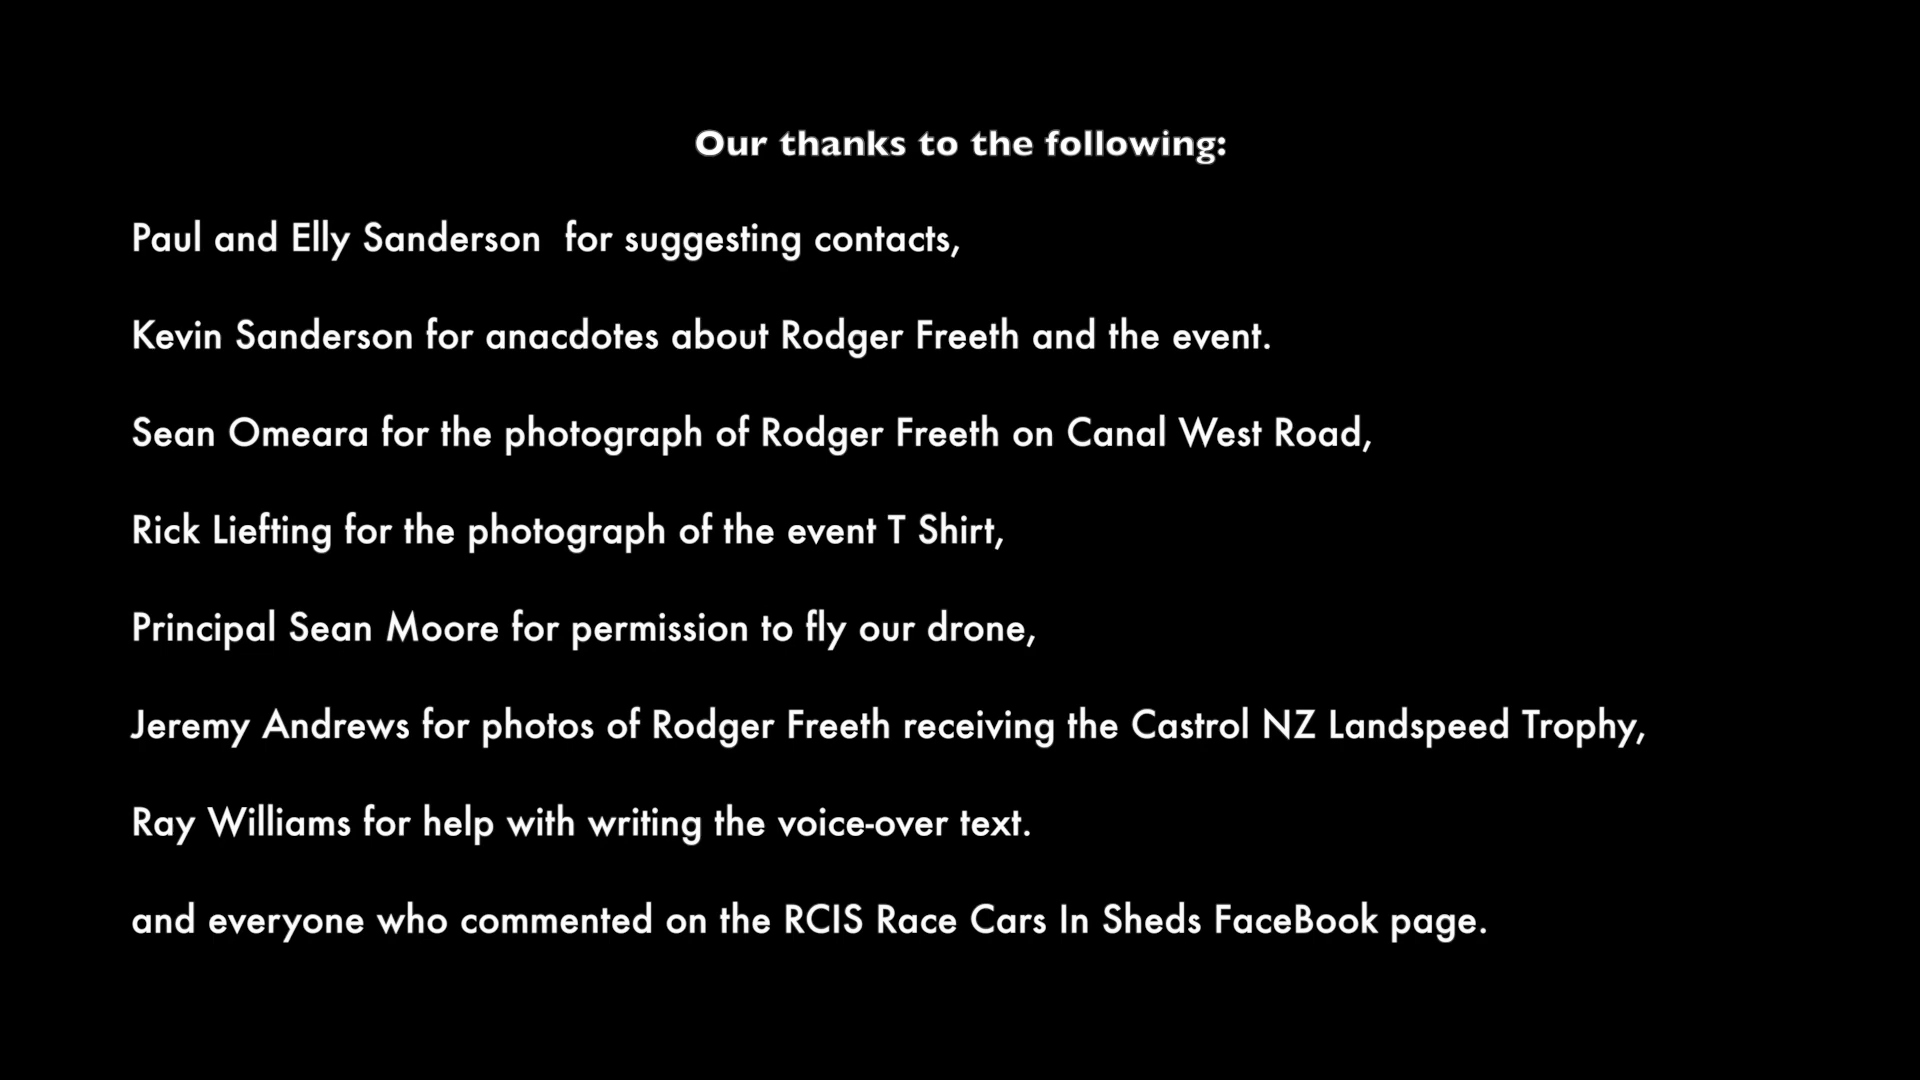 Our thanks to the following:
Paul and Elly Sanderson  for suggesting contacts,
Kevin Sanderson for anacdotes about Rodger Freeth and the event.
Sean Omeara for the photograph of Rodger Freeth on Canal West Road,
Rick Liefting for the photograph of the event T Shirt,
Principal Sean Moore for permission to fly our drone,
Jeremy Andrews for photos of Rodger Freeth receiving the Castrol NZ Landspeed Trophy,
Ray Williams for help with writing the voice-over text.
and everyone who commented on the RCIS Race Cars In Sheds FaceBook page.